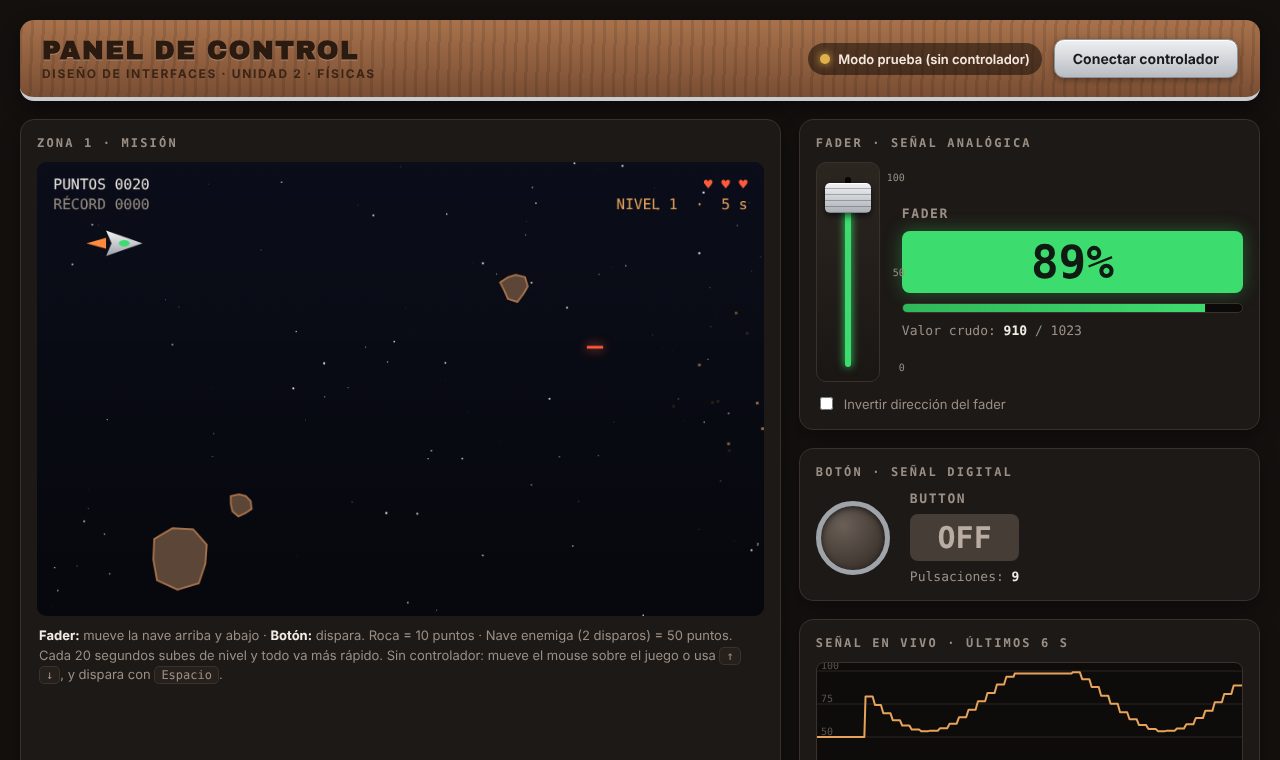 PANEL DE CONTROL
DISEÑO DE INTERFACES · UNIDAD 2 · FÍSICAS
Modo prueba (sin controlador)
Conectar controlador
ZONA 1 · MISIÓN
PUNTOS 0020
♥ ♥ ♥
RÉCORD 0000
NIVEL 1 · 5 s
Fader: mueve la nave arriba y abajo · Botón: dispara. Roca = 10 puntos · Nave enemiga (2 disparos) = 50 puntos.
Cada 20 segundos subes de nivel y todo va más rápido. Sin controlador: mueve el mouse sobre el juego o usa ↑
↓, y dispara con Espacio.
FADER · SEÑAL ANALÓGICA
100
50
0
FADER
89%
Valor crudo: 910 / 1023
Invertir dirección del fader
BOTÓN · SEÑAL DIGITAL
BUTTON
OFF
Pulsaciones: 9
SEÑAL EN VIVO · ÚLTIMOS 6 S
100
75
50